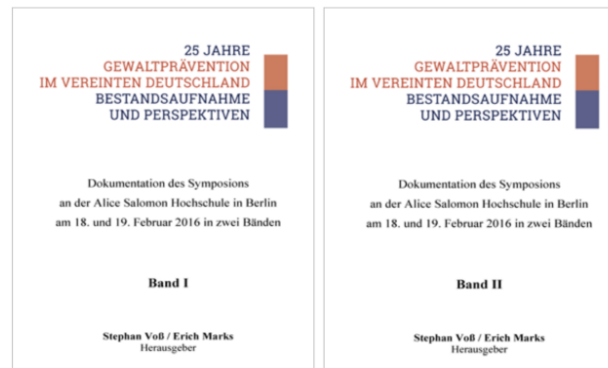 25 JAHRE
GEWALTPRÄVENTION
IM VEREINTEN DEUTSCHLAND
BESTANDSAUFNAHME
UND PERSPEKTIVEN
Dokumentation des Symposions
an der Alice Salomon Hochschule in Berlin
am 18. und 19. Februar 2016 in zwei Bänden
Band I
Stephan Voß / Erich Marks
Herausgeber
25 JAHRE
GEWALTPRÄVENTION
IM VEREINTEN DEUTSCHLAND
BESTANDSAUFNAHME
UND PERSPEKTIVEN
Dokumentation des Symposions
an der Alice Salomon Hochschule in Berlin
am 18. und 19. Februar 2016 in zwei Bänden
Band II
Stephan Voß / Erich Marks
Herausgeber